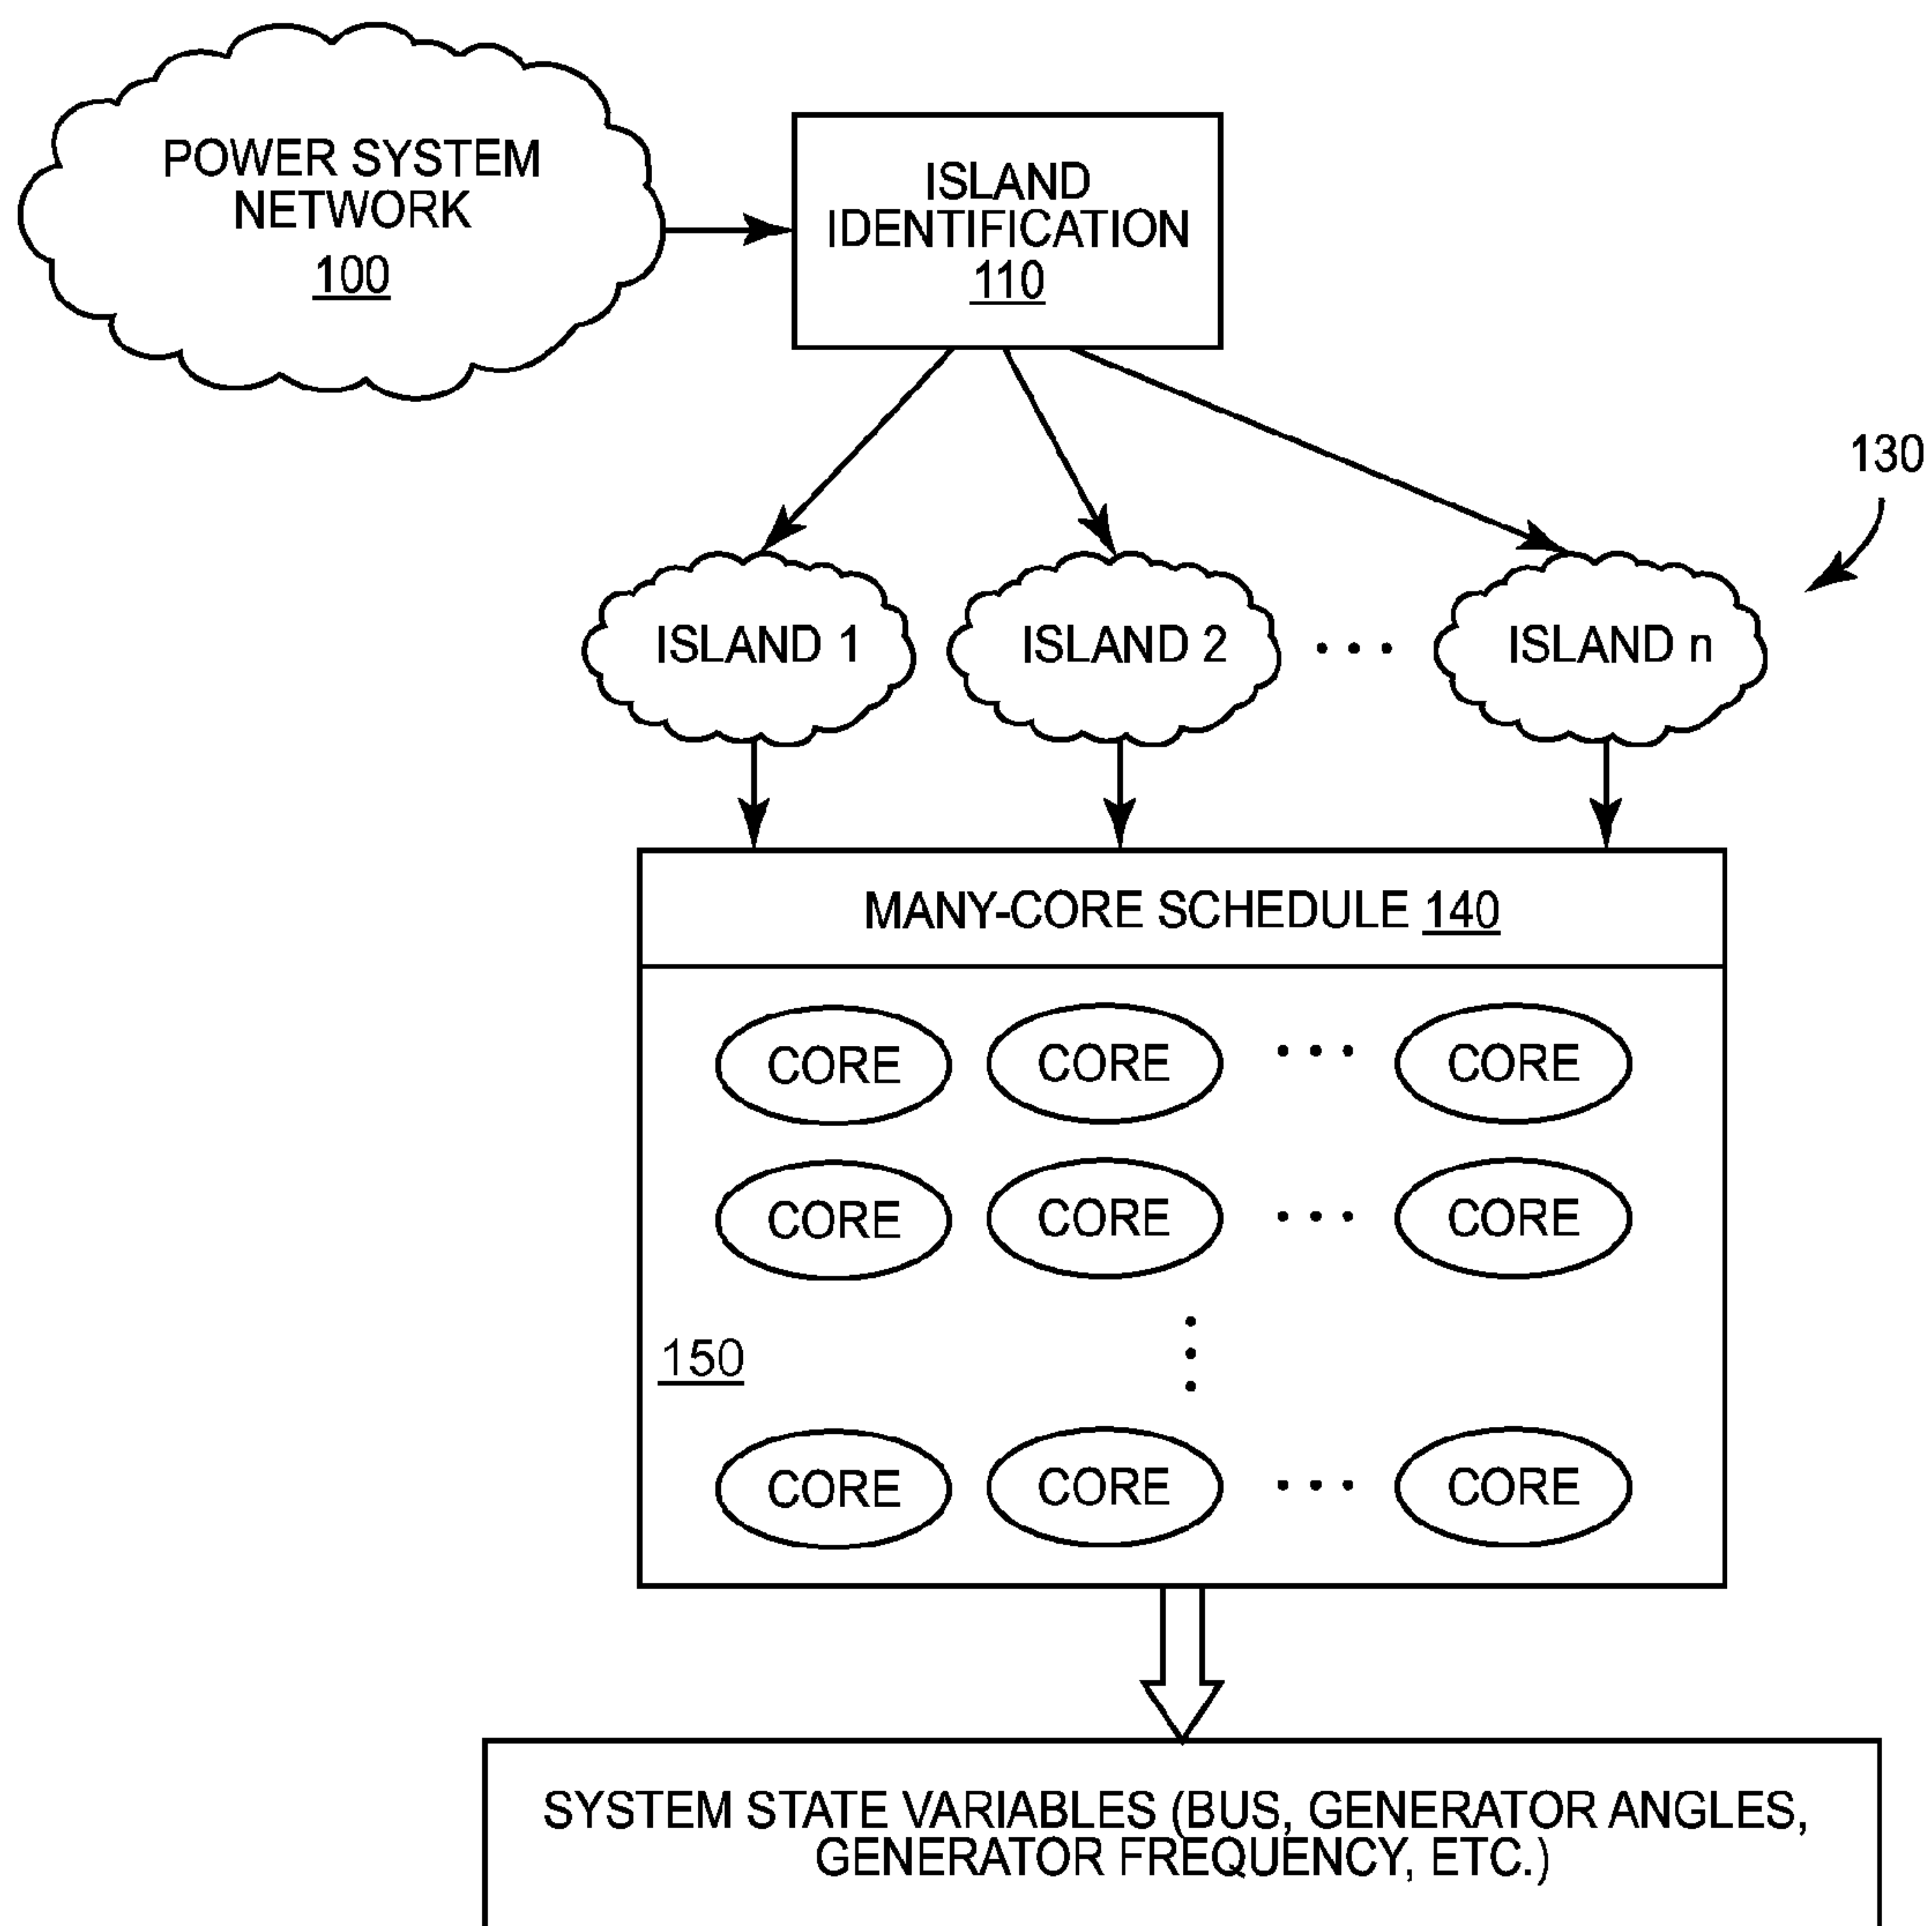 POWER SYSTEM
NETWORK
100
ISLAND
IDENTIFICATION
110
130
ISLAND 1
ISLAND 2
• • •
ISLAND n
MANY-CORE SCHEDULE 140
CORE
CORE
• • •
CORE
CORE
CORE
• • •
CORE
150
CORE
CORE
• • •
CORE
SYSTEM STATE VARIABLES (BUS, GENERATOR ANGLES,
GENERATOR FREQUENCY, ETC.)